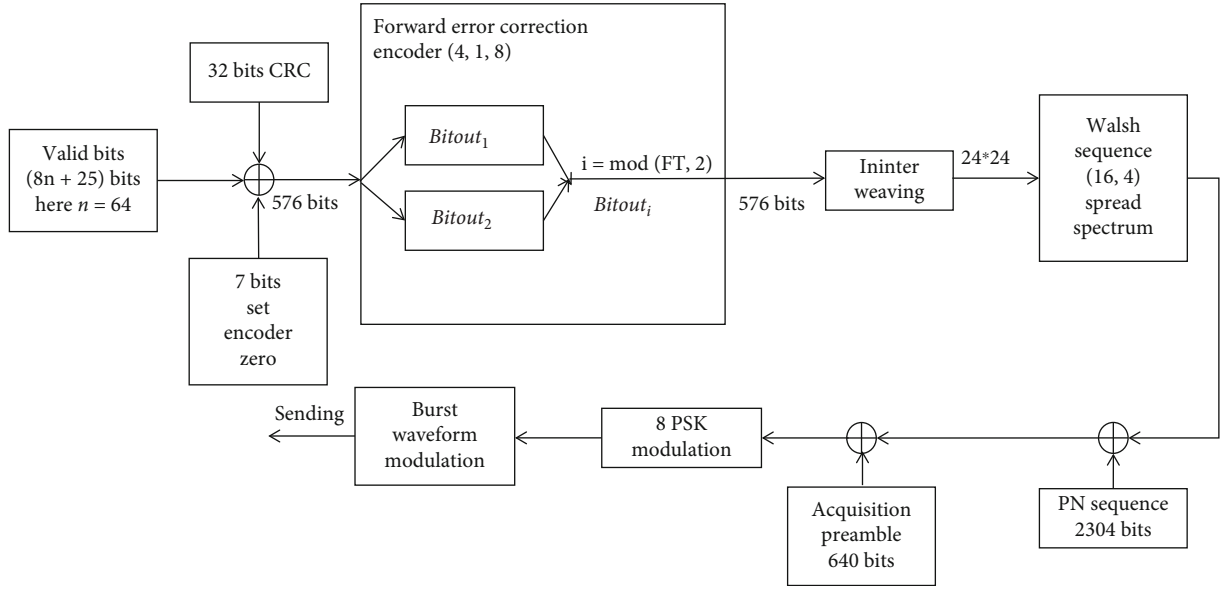 Forward error correction
encoder (4, 1, 8)
32 bits CRC
Valid bits
(8n + 25) bits
here n = 64
576 bits
7 bits
set
encoder
zero
Bitout1
Bitout2
i = mod (FT, 2)
Bitouti
576 bits
Ininter
weaving
24*24
Walsh
sequence
(16, 4)
spread
spectrum
Sending
Burst
waveform
modulation
8 PSK
modulation
Acquisition
preamble
640 bits
PN sequence
2304 bits